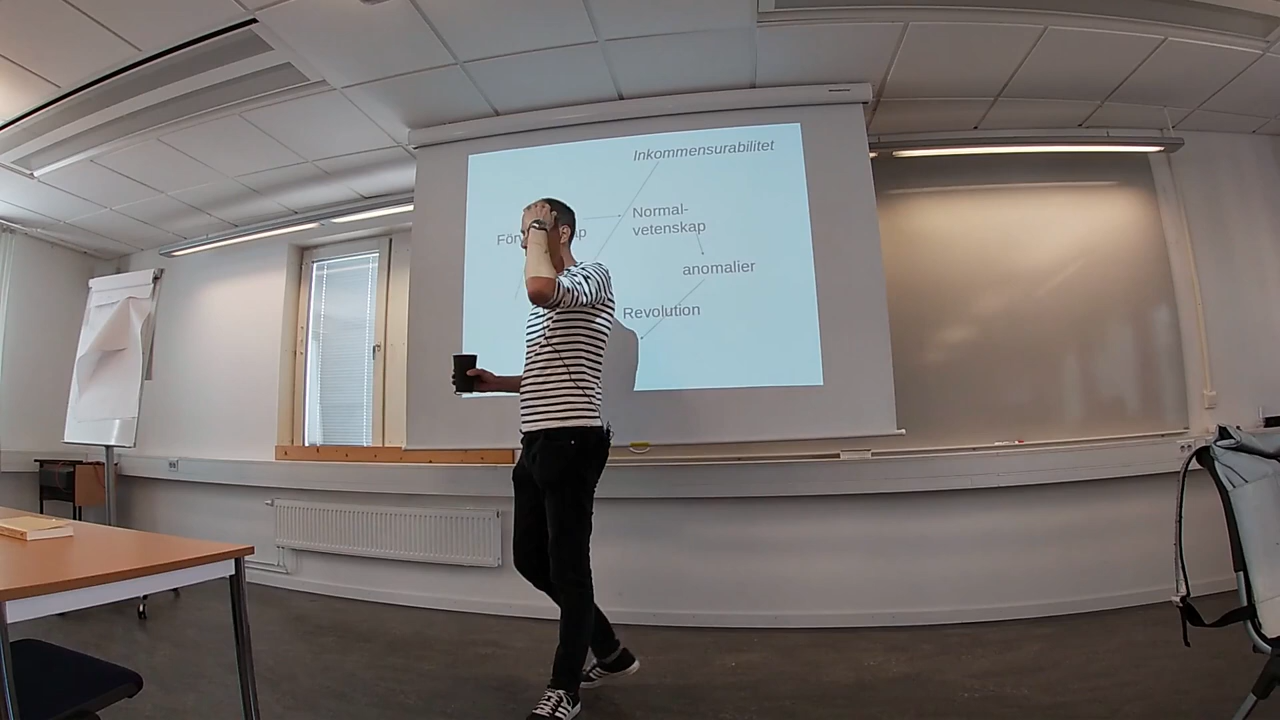 Inkommensurabilitet
Normal-
vetenskap
anomalier
Revolution